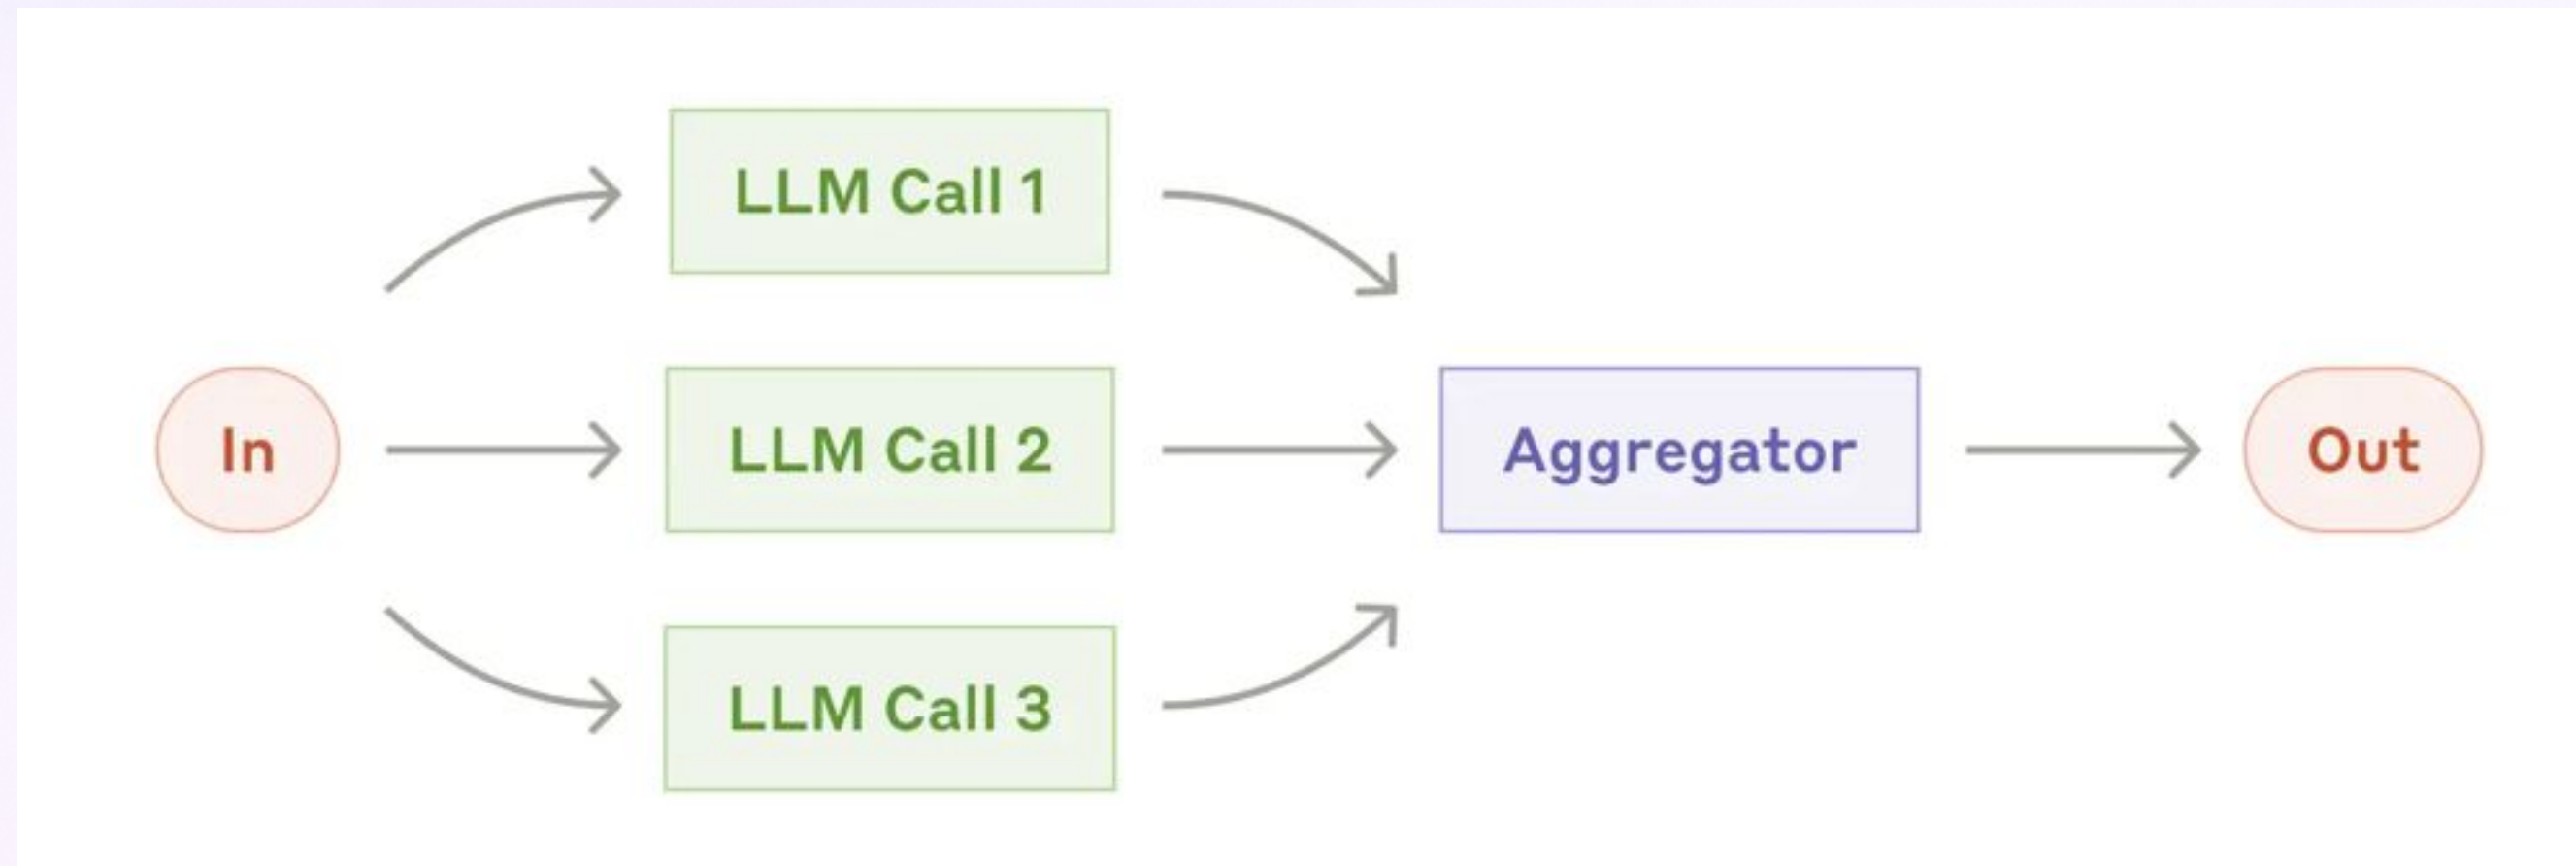 LLM Call 1
In
LLM Call 2
Aggregator
Out
LLM Call 3